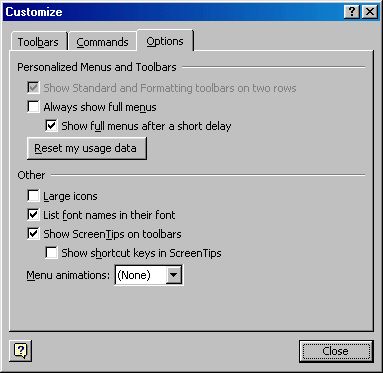 Customize
Toolbars Commands Options
Personalized Menus and Toolbars
Show Standard and Formatting toolbars on two rows
Always show full menus
Show full menus after a short delay
Reset my usage data
Other
Large icons
List font names in their font
Show ScreenTips on toolbars
Show shortcut keys in ScreenTips
Menu animations: (None)
Close